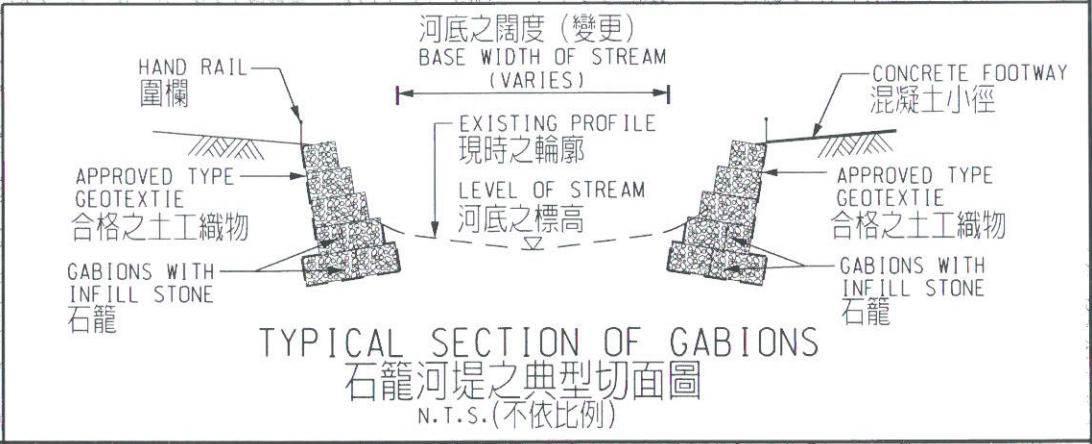 河底之闊度 (變更)
BASE WIDTH OF STREAM
(VARIES)
HAND RAIL
圍欄
CONCRETE FOOTWAY
混凝土小徑
EXISTING PROFILE
現時之輪廓
APPROVED TYPE
GEOTEXTIE
合格之土工織物
LEVEL OF STREAM
河底之標高
APPROVED TYPE
GEOTEXTIE
合格之土工織物
GABIONS WITH
INFILL STONE
石籠
GABIONS WITH
INFILL STONE
石籠
TYPICAL SECTION OF GABIONS
石籠河堤之典型切面圖
N.T.S.(不依比例)